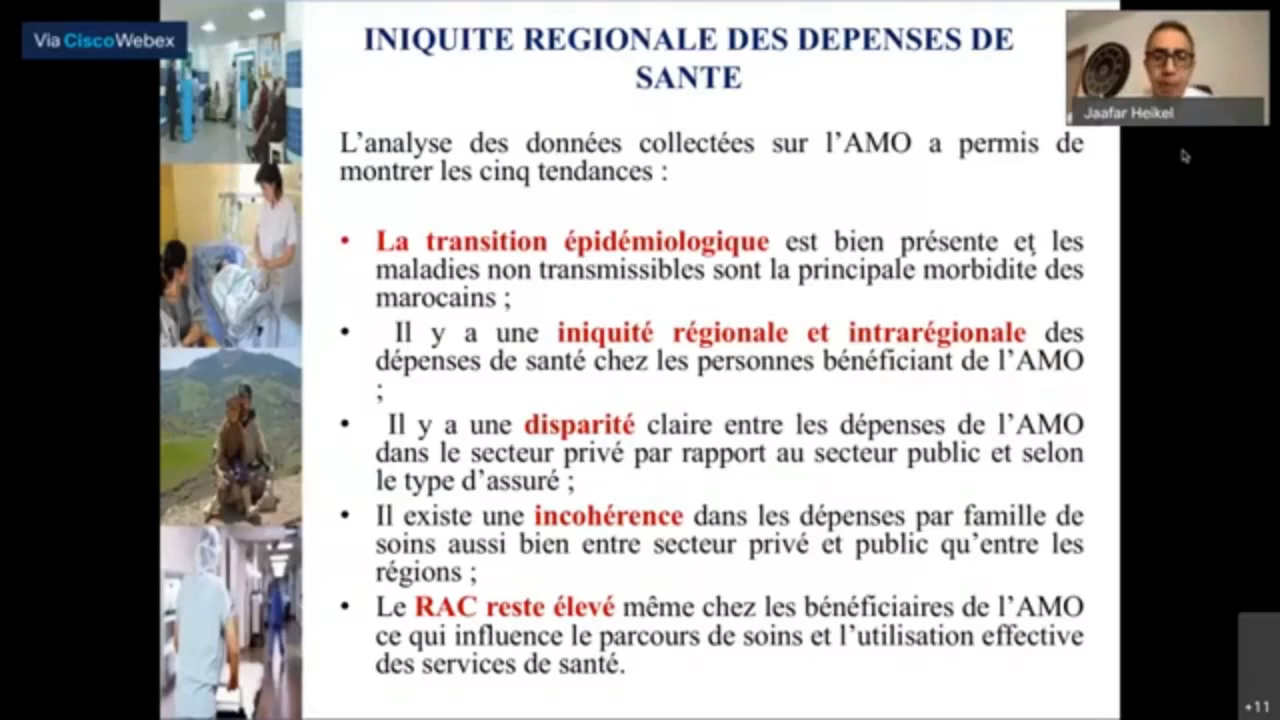 Via CiscoWebex
INIQUITE REGIONALE DES DEPENSES DE
SANTE
Jaafar Heikel
L’analyse des données collectées sur l’AMO a permis de
montrer les cinq tendances :
• La transition épidémiologique est bien présente et les
maladies non transmissibles sont la principale morbidité des
marocains ;
• Il y a une iniquité régionale et intrarégionale des
dépenses de santé chez les personnes bénéficiant de l’AMO
;
• Il y a une disparité claire entre les dépenses de l’AMO
dans le secteur privé par rapport au secteur public et selon
le type d’assuré ;
• Il existe une incohérence dans les dépenses par famille de
soins aussi bien entre secteur privé et public qu’entre les
régions ;
• Le RAC reste élevé même chez les bénéficiaires de l’AMO
ce qui influence le parcours de soins et l’utilisation effective
des services de santé.
+11